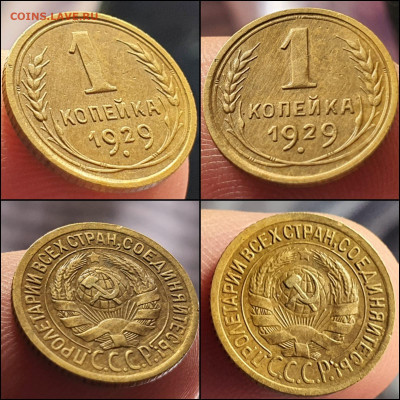 COINS.LAVE.RU
1
КОПЕЙКА
1929
1
КОПЕЙКА
1929
ПРОЛЕТАРИИ ВСЕХ СТРАН, СОЕДИНЯЙТЕСЬ!
С.С.С.Р.
ПРОЛЕТАРИИ ВСЕХ СТРАН, СОЕДИНЯЙТЕСЬ!
С.С.С.Р.